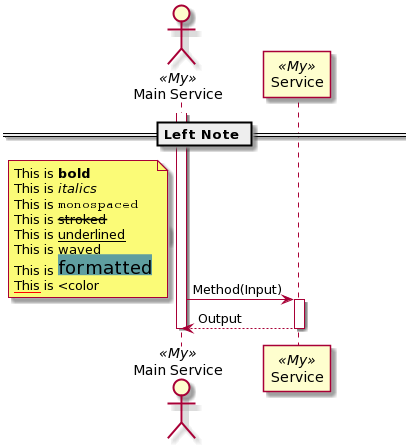 «My»
Main Service
«My»
Service
Left Note
This is bold
This is italics
This is monospaced
This is stroked
This is underlined
This is waved
This is formatted
This is <color
Method(Input)
Output
«My»
Main Service
«My»
Service